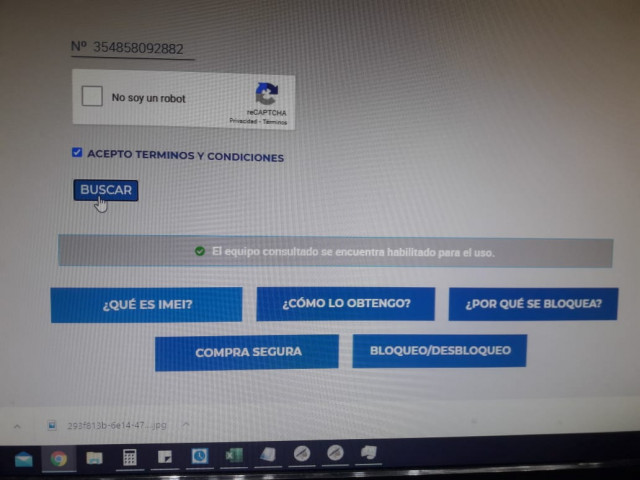 Nº 354858092882
No soy un robot
reCAPTCHA
Privacidad - Términos
ACEPTO TERMINOS Y CONDICIONES
BUSCAR
El equipo consultado se encuentra habilitado para el uso.
¿QUÉ ES IMEI?
¿CÓMO LO OBTENGO?
¿POR QUÉ SE BLOQUEA?
COMPRA SEGURA
BLOQUEO/DESBLOQUEO
293f813b-6e14-47....jpg